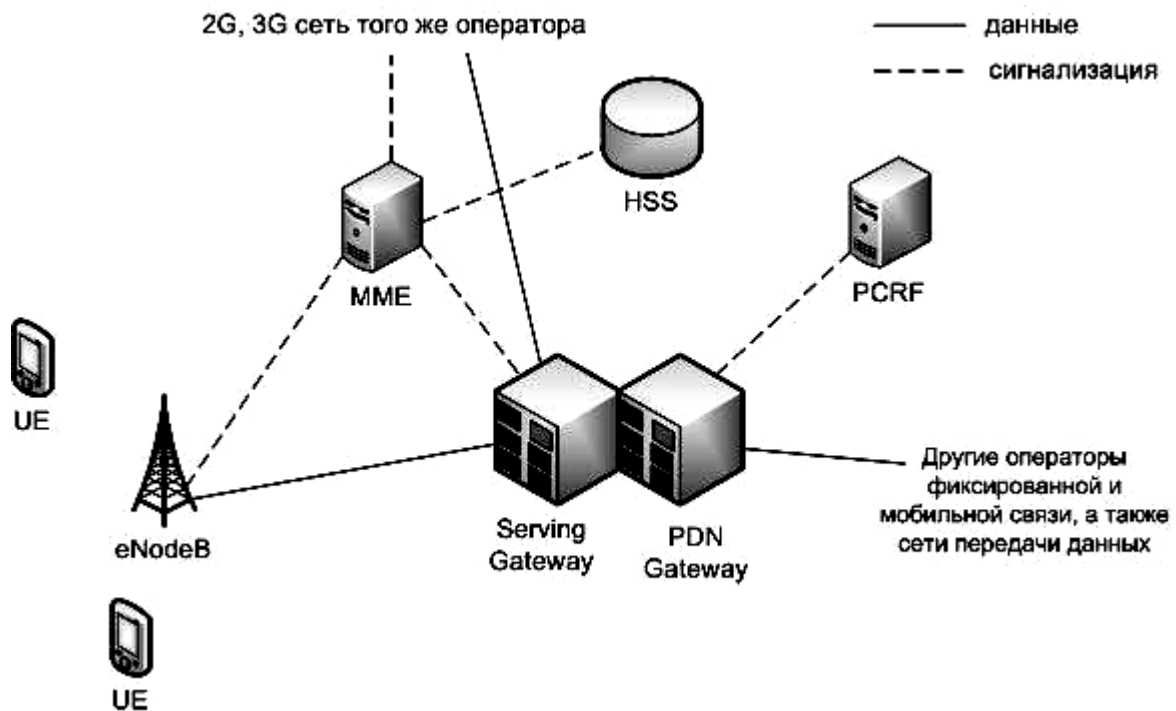 2G, 3G сеть того же оператора
данные
сигнализация
HSS
MME
PCRF
UE
eNodeB
Serving
Gateway
PDN
Gateway
Другие операторы
фиксированной и
мобильной связи, а также
сети передачи данных
UE